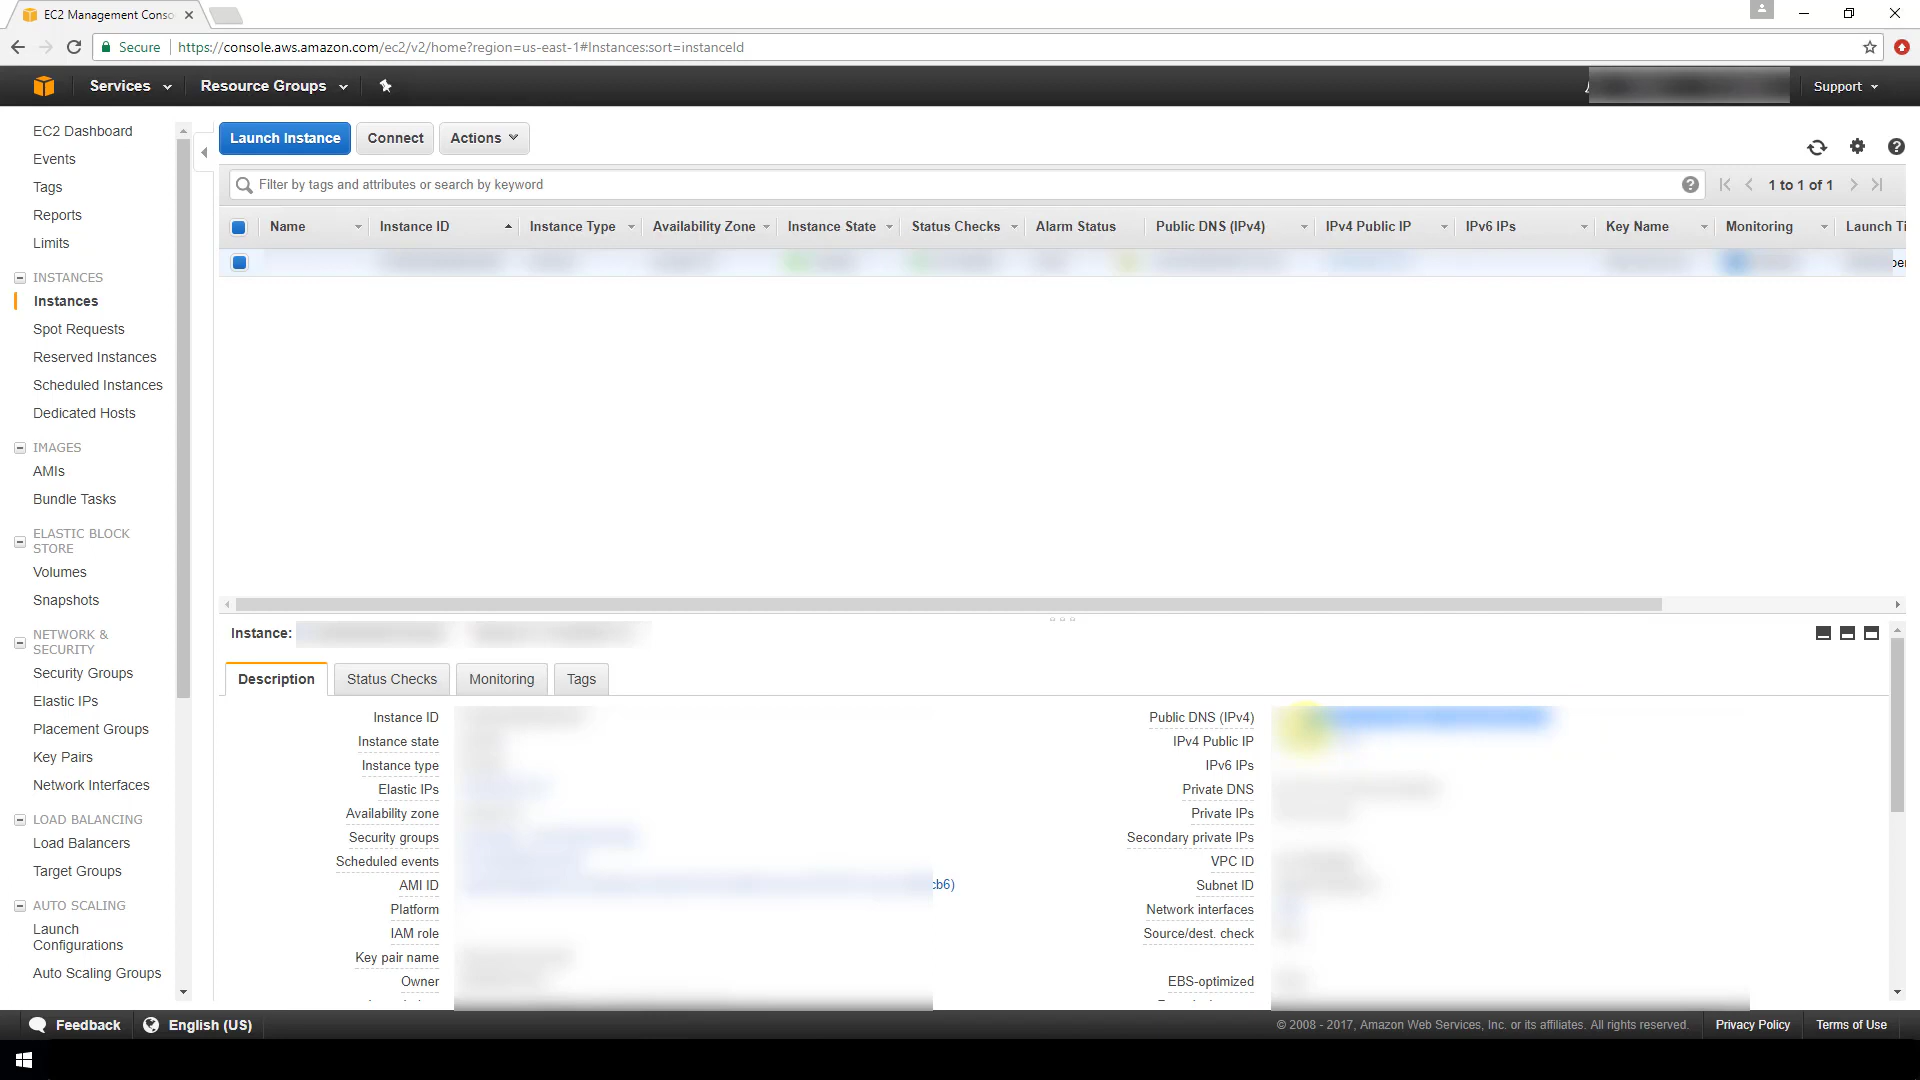 EC2 Management Conso
Secure https://console.aws.amazon.com/ec2/v2/home?region=us-east-1#Instances:sort=instanceId
Services Resource Groups Support
EC2 Dashboard
Events
Tags
Reports
Limits
INSTANCES
Instances
Spot Requests
Reserved Instances
Scheduled Instances
Dedicated Hosts
IMAGES
AMIs
Bundle Tasks
ELASTIC BLOCK
STORE
Volumes
Snapshots
NETWORK &
SECURITY
Security Groups
Elastic IPs
Placement Groups
Key Pairs
Network Interfaces
LOAD BALANCING
Load Balancers
Target Groups
AUTO SCALING
Launch
Configurations
Auto Scaling Groups
Launch Instance Connect Actions
Filter by tags and attributes or search by keyword 1 to 1 of 1
Name Instance ID Instance Type Availability Zone Instance State Status Checks Alarm Status Public DNS (IPv4) IPv4 Public IP IPv6 IPs Key Name Monitoring Launch Ti
Instance:
Description Status Checks Monitoring Tags
Instance ID
Instance state
Instance type
Elastic IPs
Availability zone
Security groups
Scheduled events
AMI ID cb6)
Platform
IAM role
Key pair name
Owner
Public DNS (IPv4)
IPv4 Public IP
IPv6 IPs
Private DNS
Private IPs
Secondary private IPs
VPC ID
Subnet ID
Network interfaces
Source/dest. check
EBS-optimized
Feedback English (US) © 2008 - 2017, Amazon Web Services, Inc. or its affiliates. All rights reserved. Privacy Policy Terms of Use